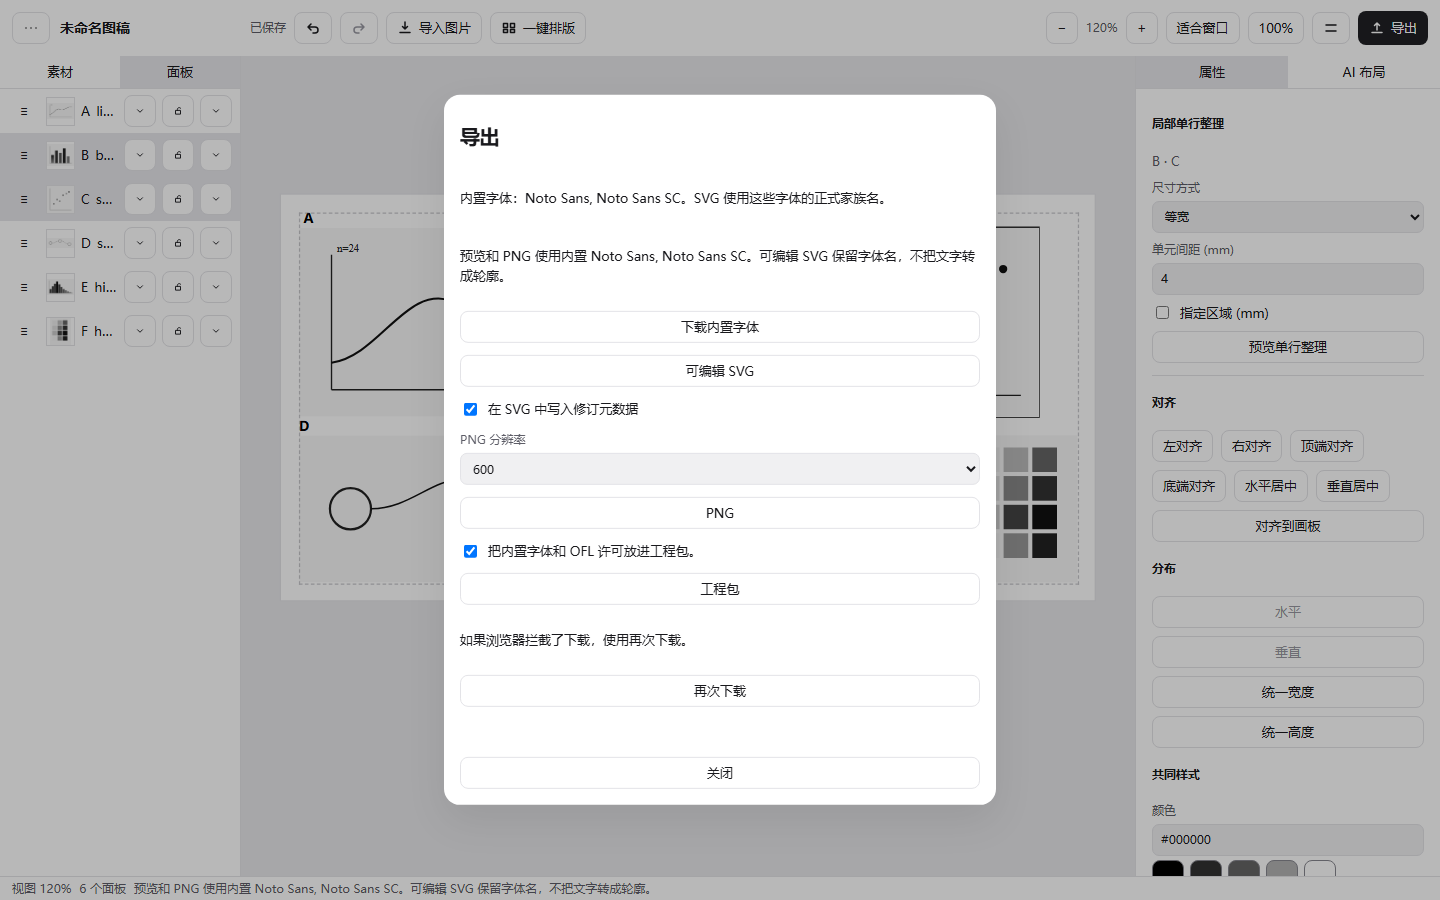 ···
未命名图稿
已保存
导入图片
一键排版
−
120%
+
适合窗口
100%
导出
素材
面板
属性
AI 布局
A li...
B b...
C s...
D s...
E hi...
F h...
A
n=24
D
导出
内置字体：Noto Sans, Noto Sans SC。SVG 使用这些字体的正式家族名。
预览和 PNG 使用内置 Noto Sans, Noto Sans SC。可编辑 SVG 保留字体名，不把文字转
成轮廓。
下载内置字体
可编辑 SVG
在 SVG 中写入修订元数据
PNG 分辨率
600
PNG
把内置字体和 OFL 许可放进工程包。
工程包
如果浏览器拦截了下载，使用再次下载。
再次下载
关闭
局部单行整理
B · C
尺寸方式
等宽
单元间距 (mm)
4
指定区域 (mm)
预览单行整理
对齐
左对齐
右对齐
顶端对齐
底端对齐
水平居中
垂直居中
对齐到画板
分布
水平
垂直
统一宽度
统一高度
共同样式
颜色
#000000
视图 120% 6 个面板 预览和 PNG 使用内置 Noto Sans, Noto Sans SC。可编辑 SVG 保留字体名，不把文字转成轮廓。